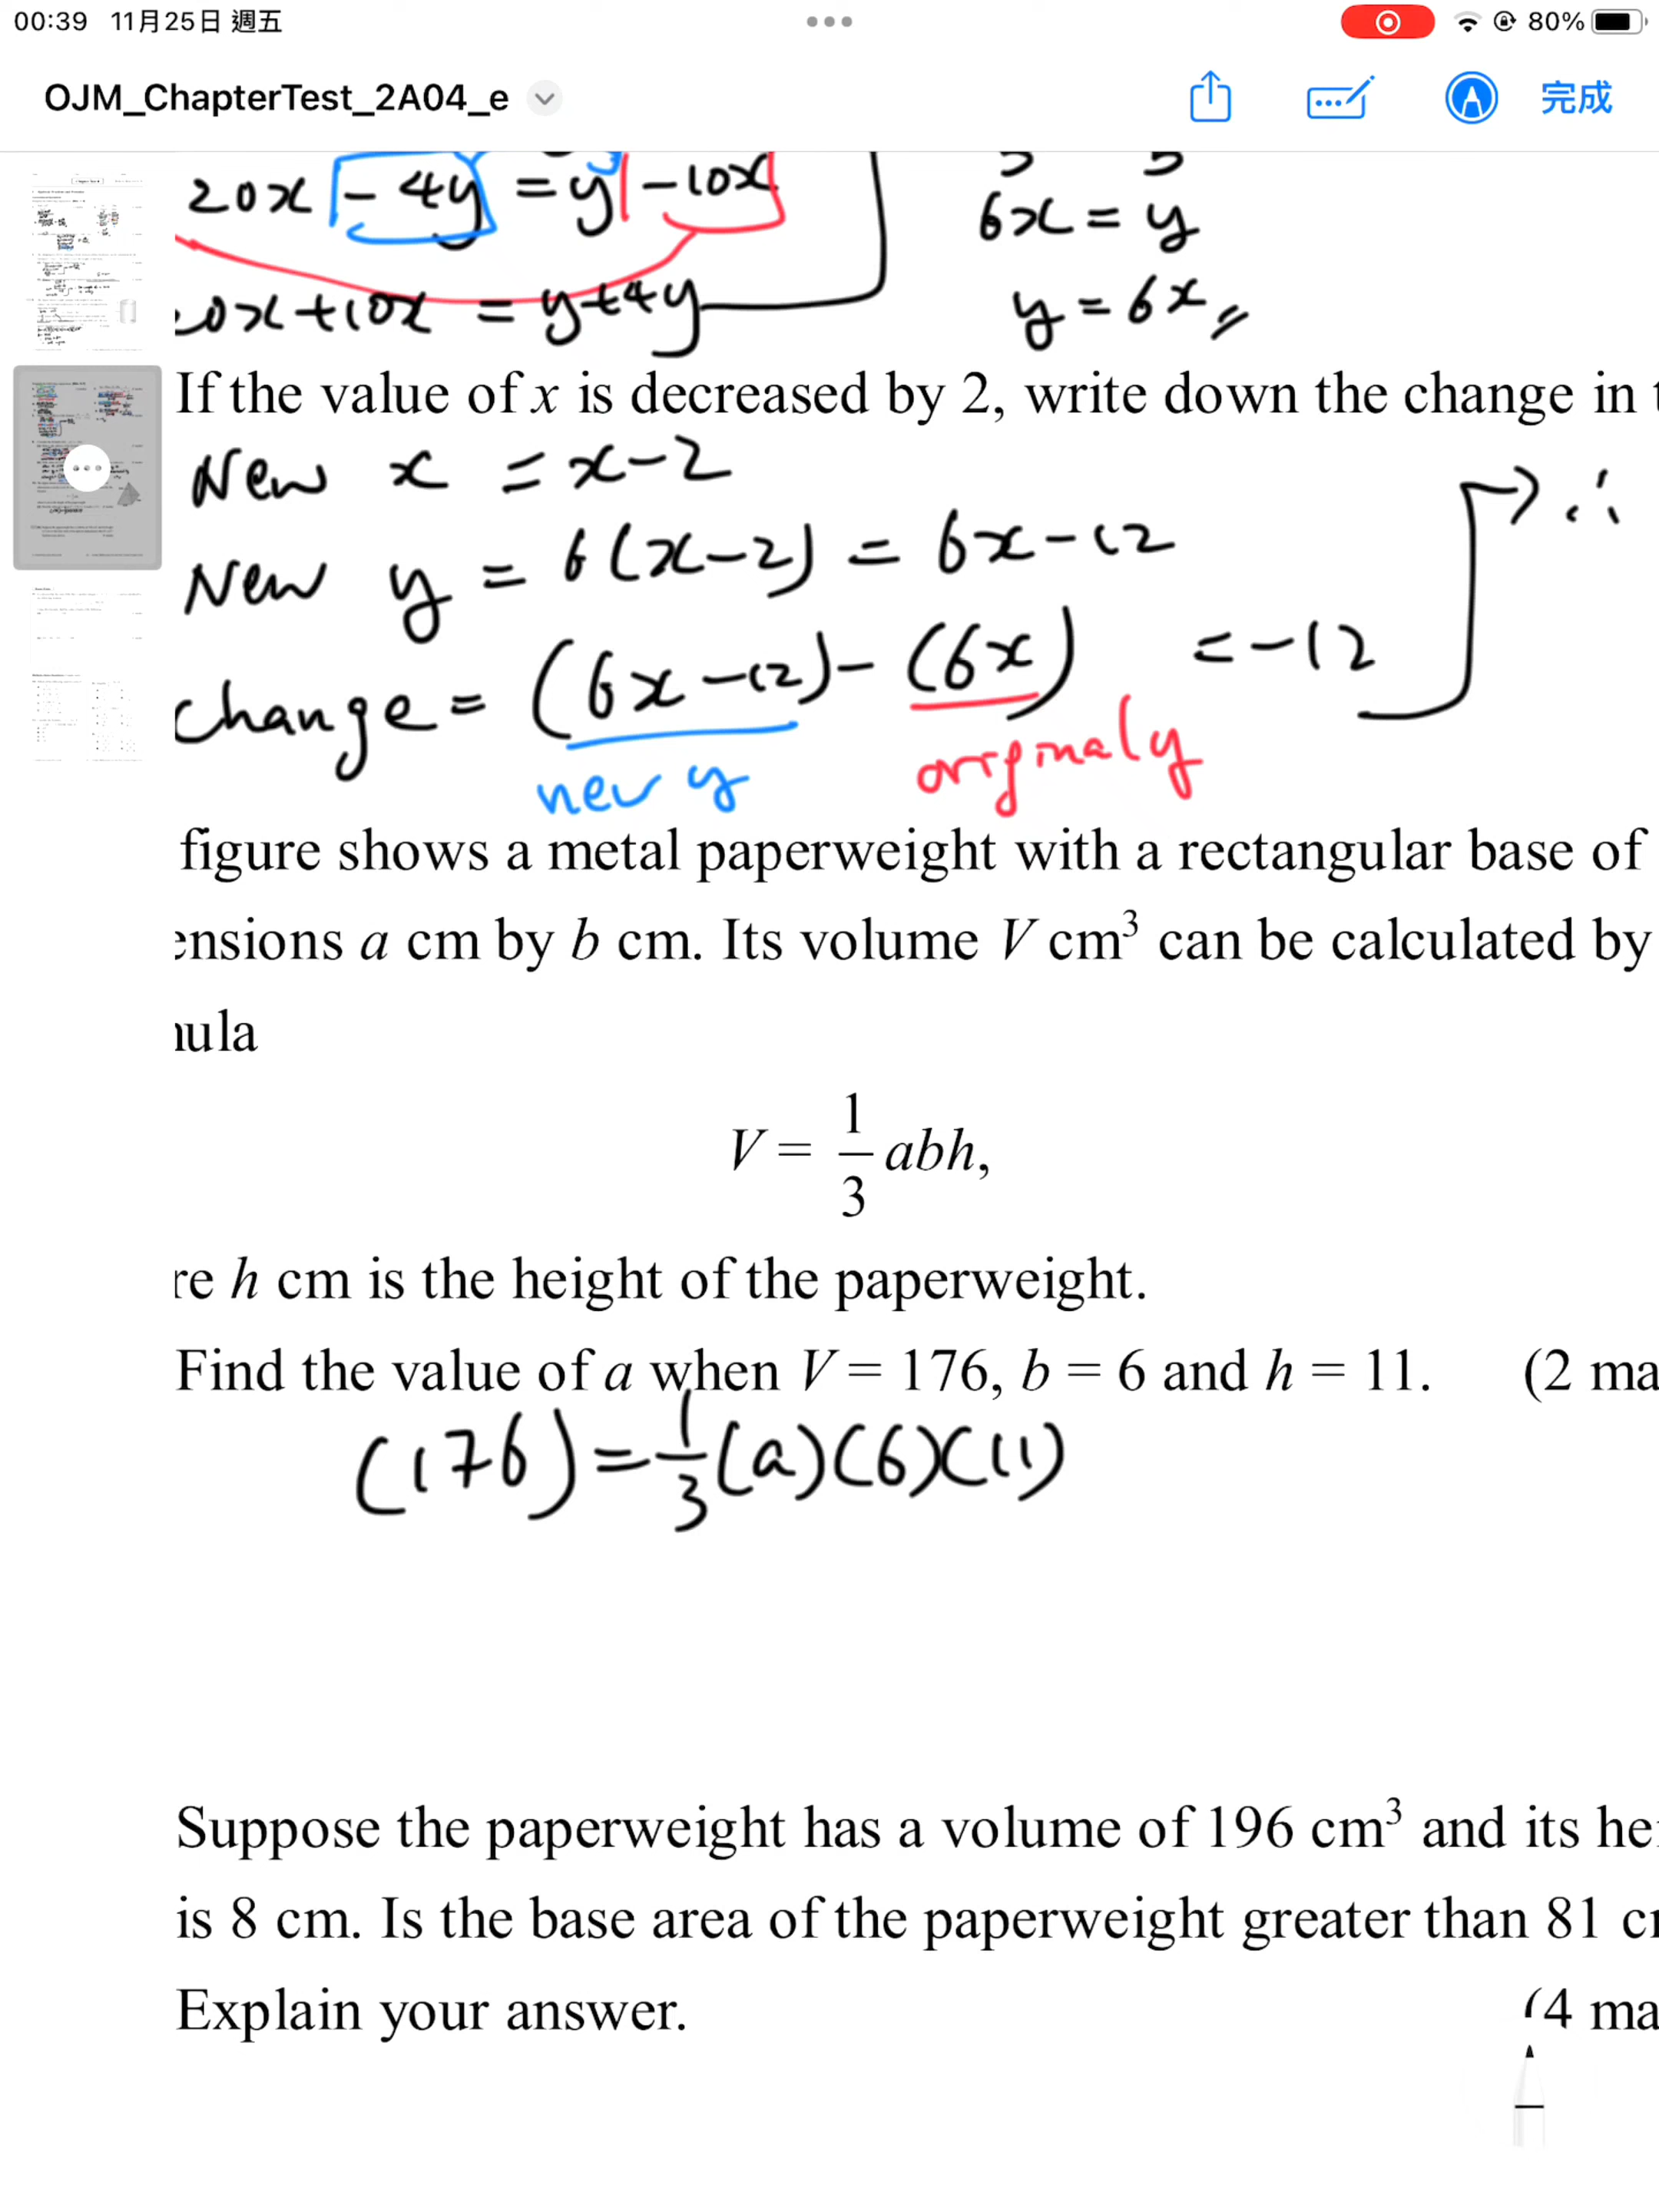 00:39 11月25日 週五
80%
OJM_ChapterTest_2A04_e
完成
20x - 4y = y - 10x
0x + 10x = y + 4y
6x = y
y = 6x
If the value of x is decreased by 2, write down the change in
New x = x - 2
New y = 6(x-2) = 6x - 12
change = (6x - 12) - (6x) = -12
new y
original y
∴
figure shows a metal paperweight with a rectangular base of
ensions a cm by b cm. Its volume V cm³ can be calculated by
nula
V = 1/3 abh,
re h cm is the height of the paperweight.
Find the value of a when V = 176, b = 6 and h = 11. (2 ma
(176) = 1/3 (a)(6)(11)
Suppose the paperweight has a volume of 196 cm³ and its he
is 8 cm. Is the base area of the paperweight greater than 81 c
Explain your answer. (4 ma